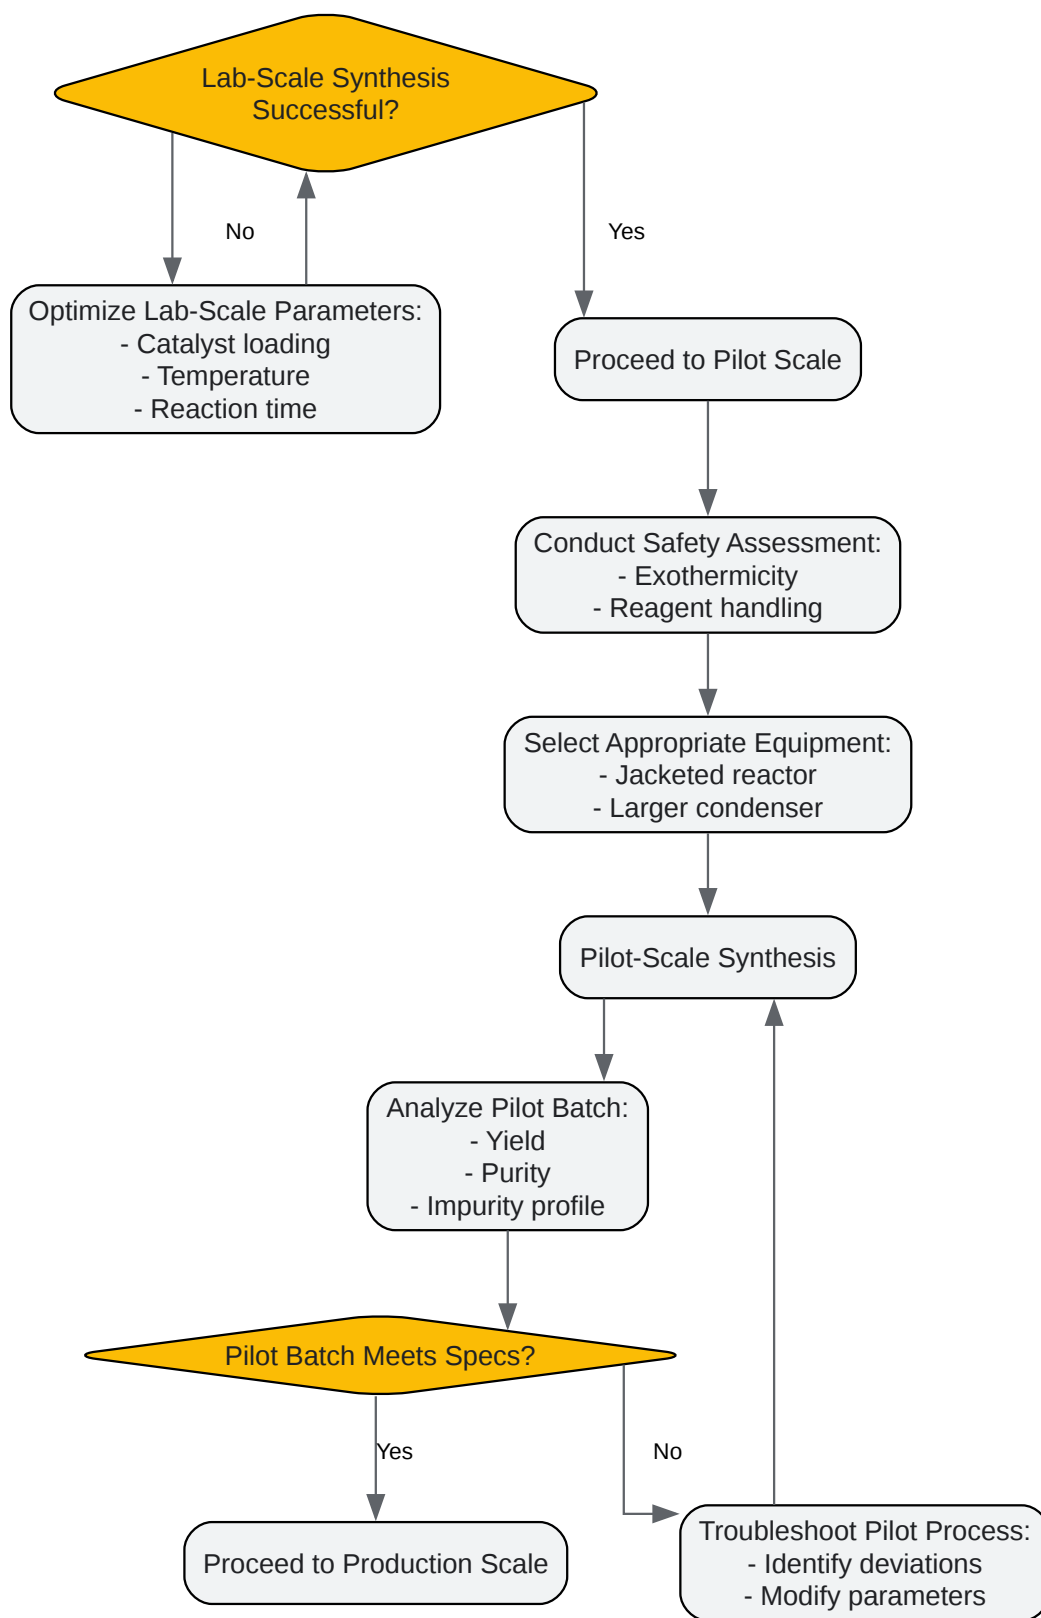 Lab-Scale Synthesis
Successful?
No
Yes
Optimize Lab-Scale Parameters:
- Catalyst loading
- Temperature
- Reaction time
Proceed to Pilot Scale
Conduct Safety Assessment:
- Exothermicity
- Reagent handling
Select Appropriate Equipment:
- Jacketed reactor
- Larger condenser
Pilot-Scale Synthesis
Analyze Pilot Batch:
- Yield
- Purity
- Impurity profile
Pilot Batch Meets Specs?
Yes
No
Proceed to Production Scale
Troubleshoot Pilot Process:
- Identify deviations
- Modify parameters